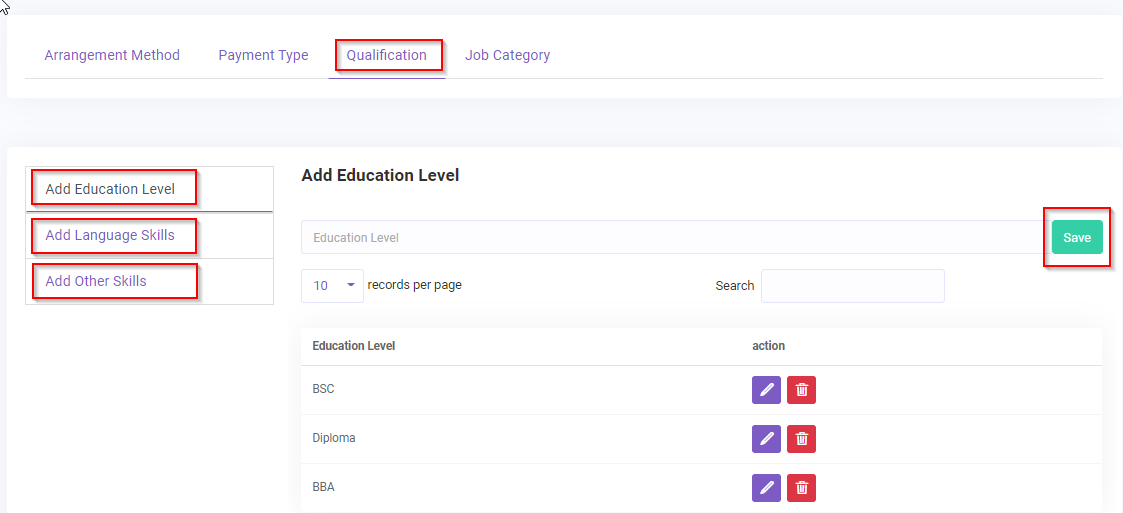 Arrangement Method Payment Type Qualification Job Category
Add Education Level
Add Language Skills
Add Other Skills
Add Education Level
Education Level Save
10 records per page Search
Education Level action
BSC
Diploma
BBA